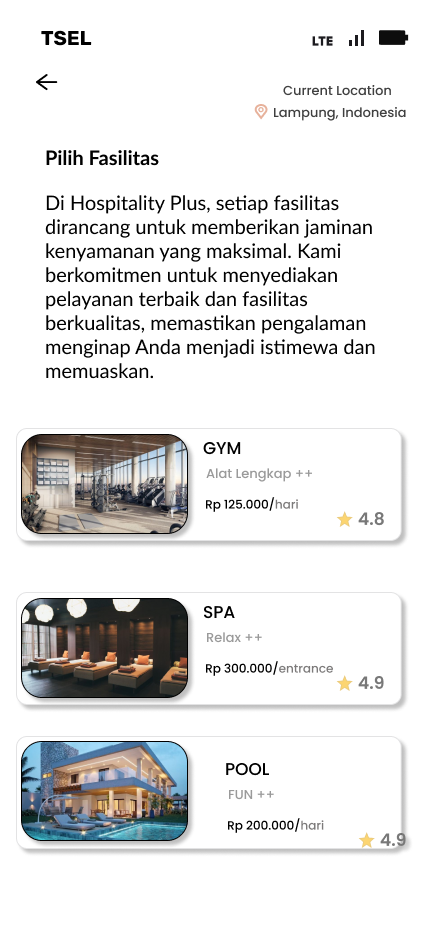 TSEL
LTE
Current Location
Lampung, Indonesia
Pilih Fasilitas
Di Hospitality Plus, setiap fasilitas
dirancang untuk memberikan jaminan
kenyamanan yang maksimal. Kami
berkomitmen untuk menyediakan
pelayanan terbaik dan fasilitas
berkualitas, memastikan pengalaman
menginap Anda menjadi istimewa dan
memuaskan.
GYM
Alat Lengkap ++
Rp 125.000/hari
4.8
SPA
Relax ++
Rp 300.000/entrance
4.9
POOL
FUN ++
Rp 200.000/hari
4.9